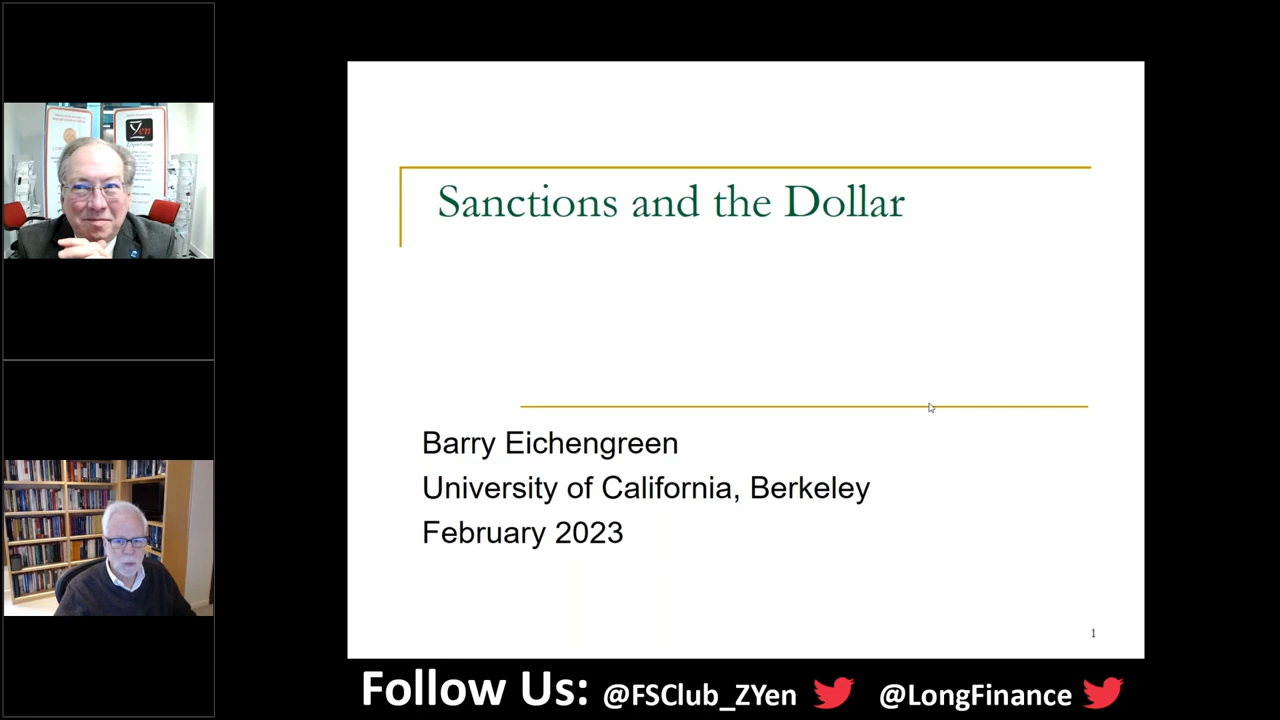 Sanctions and the Dollar
Barry Eichengreen
University of California, Berkeley
February 2023
1
Follow Us: @FSClub_ZYen @LongFinance